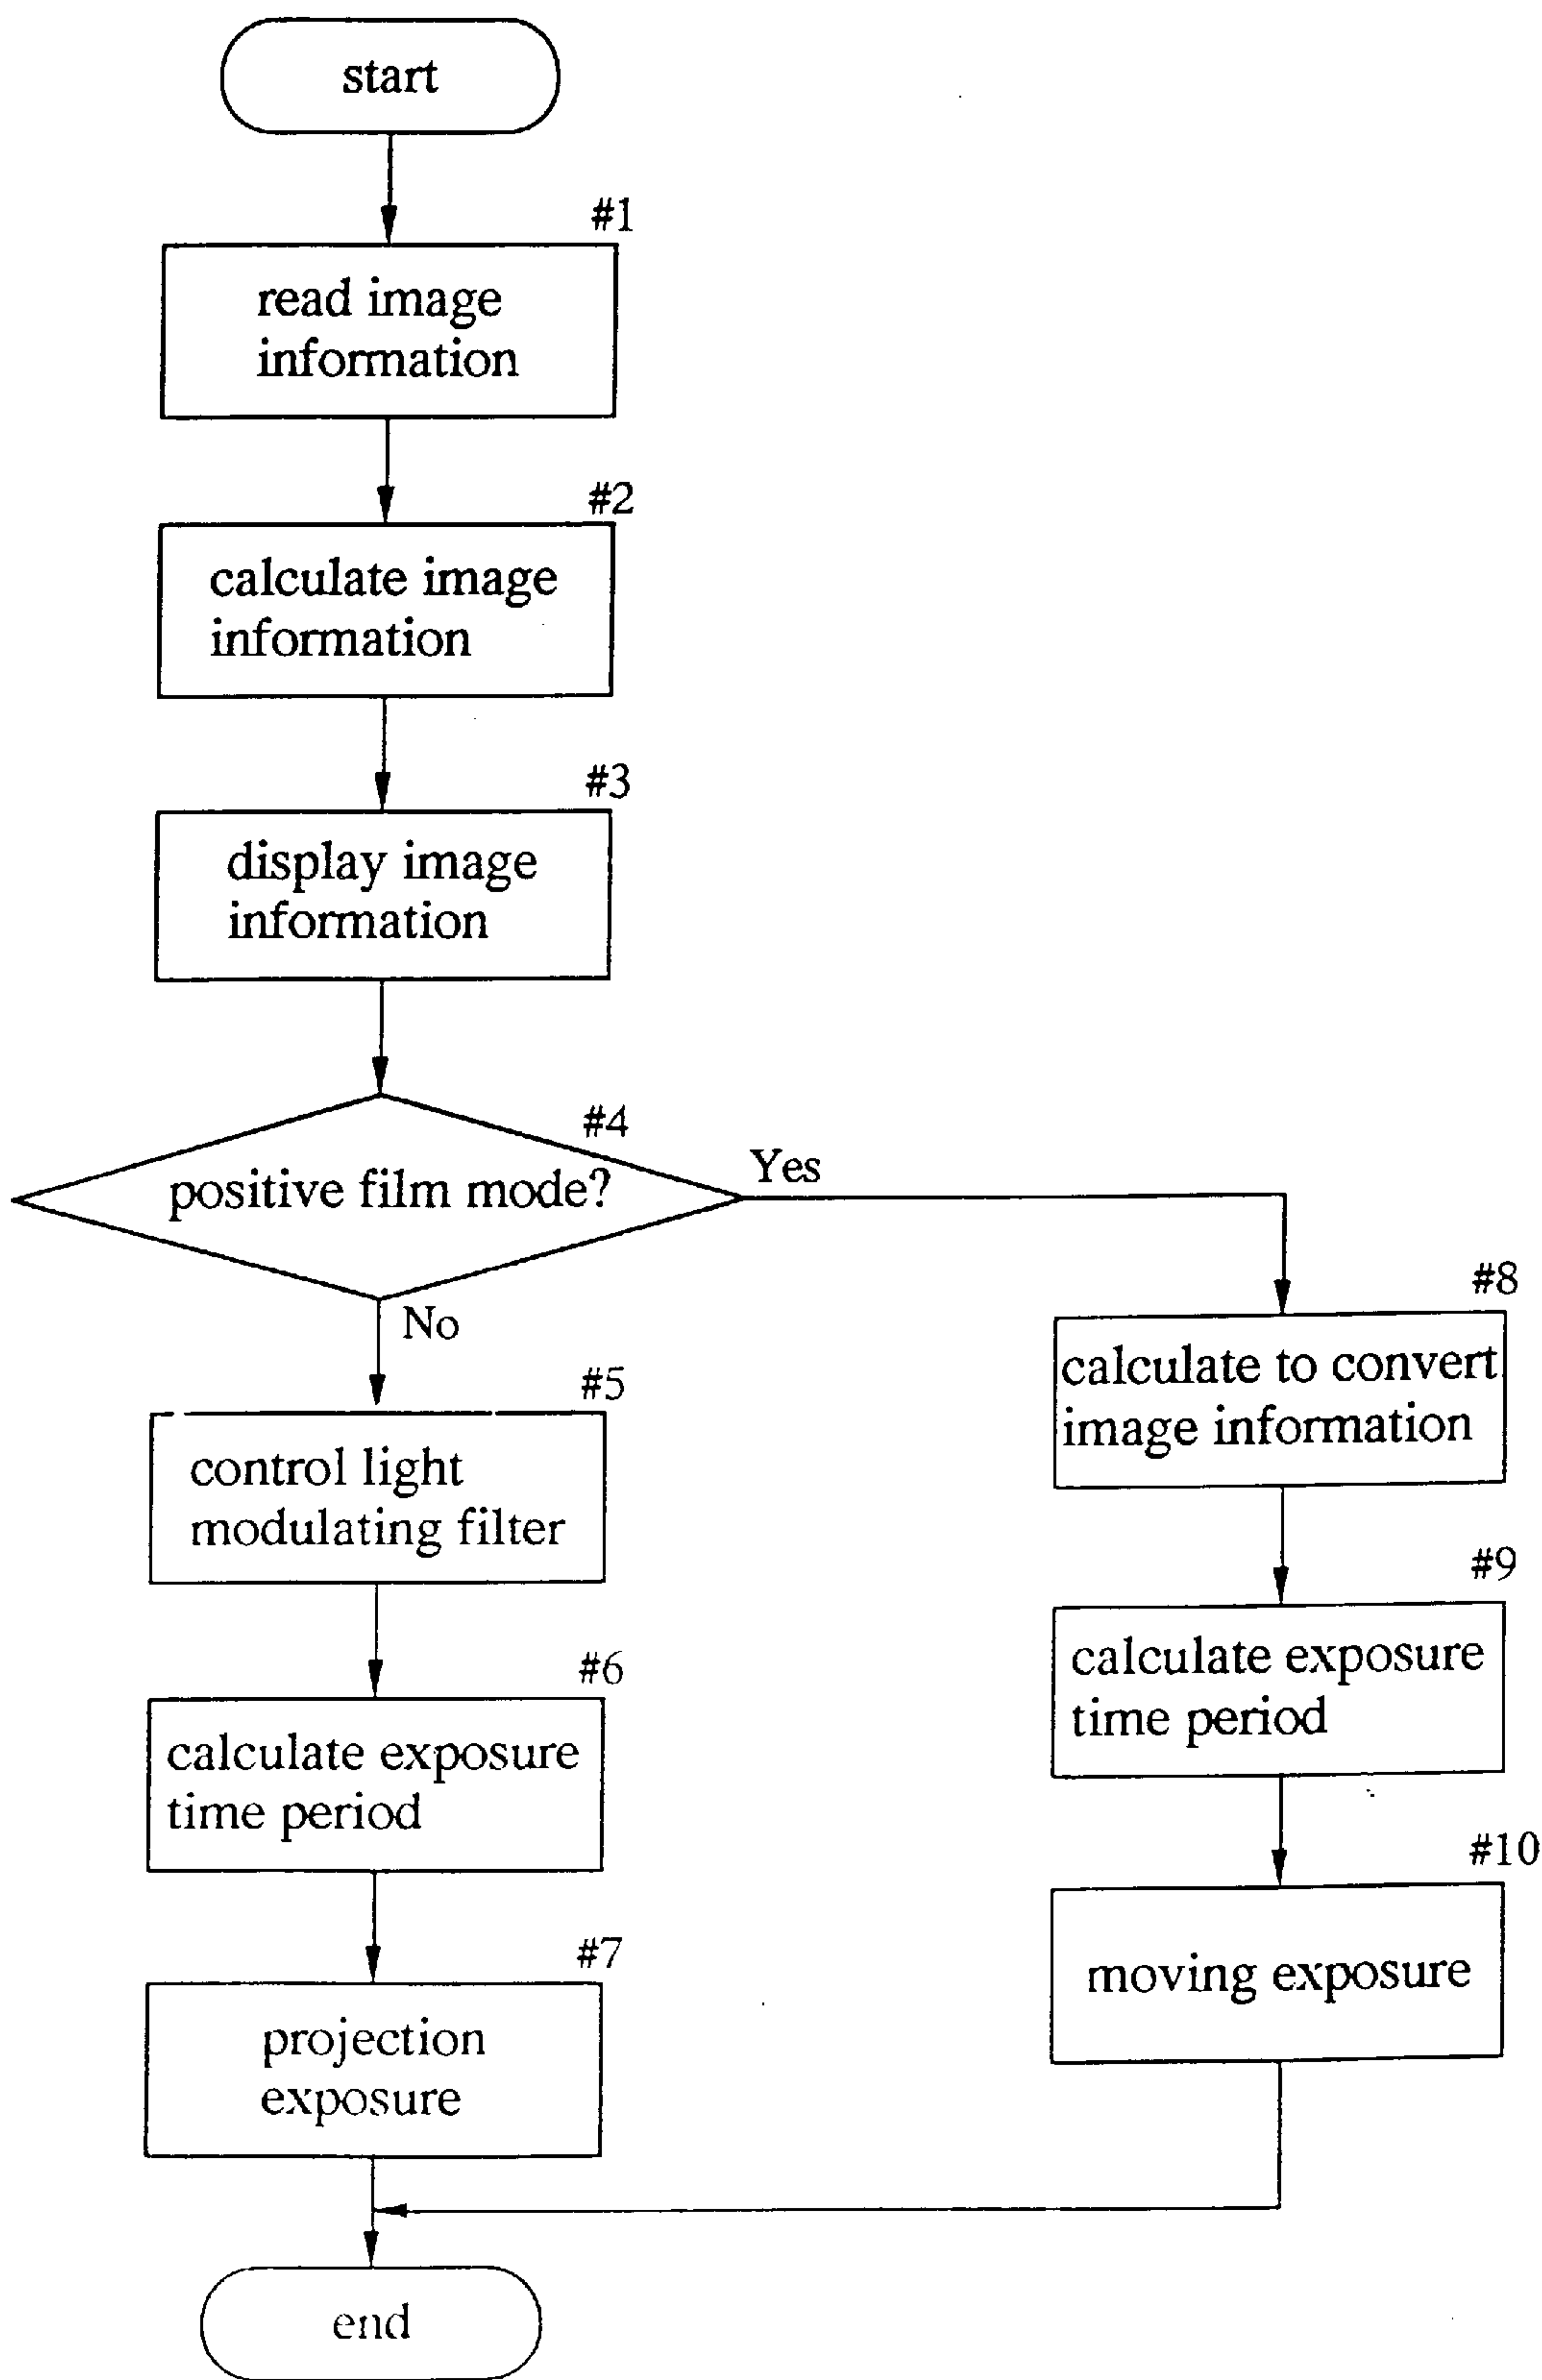 start
#1
read image
information
#2
calculate image
information
#3
display image
information
#4
positive film mode?
Yes
No
#5
control light
modulating filter
#6
calculate exposure
time period
#7
projection
exposure
#8
calculate to convert
image information
#9
calculate exposure
time period
#10
moving exposure
end